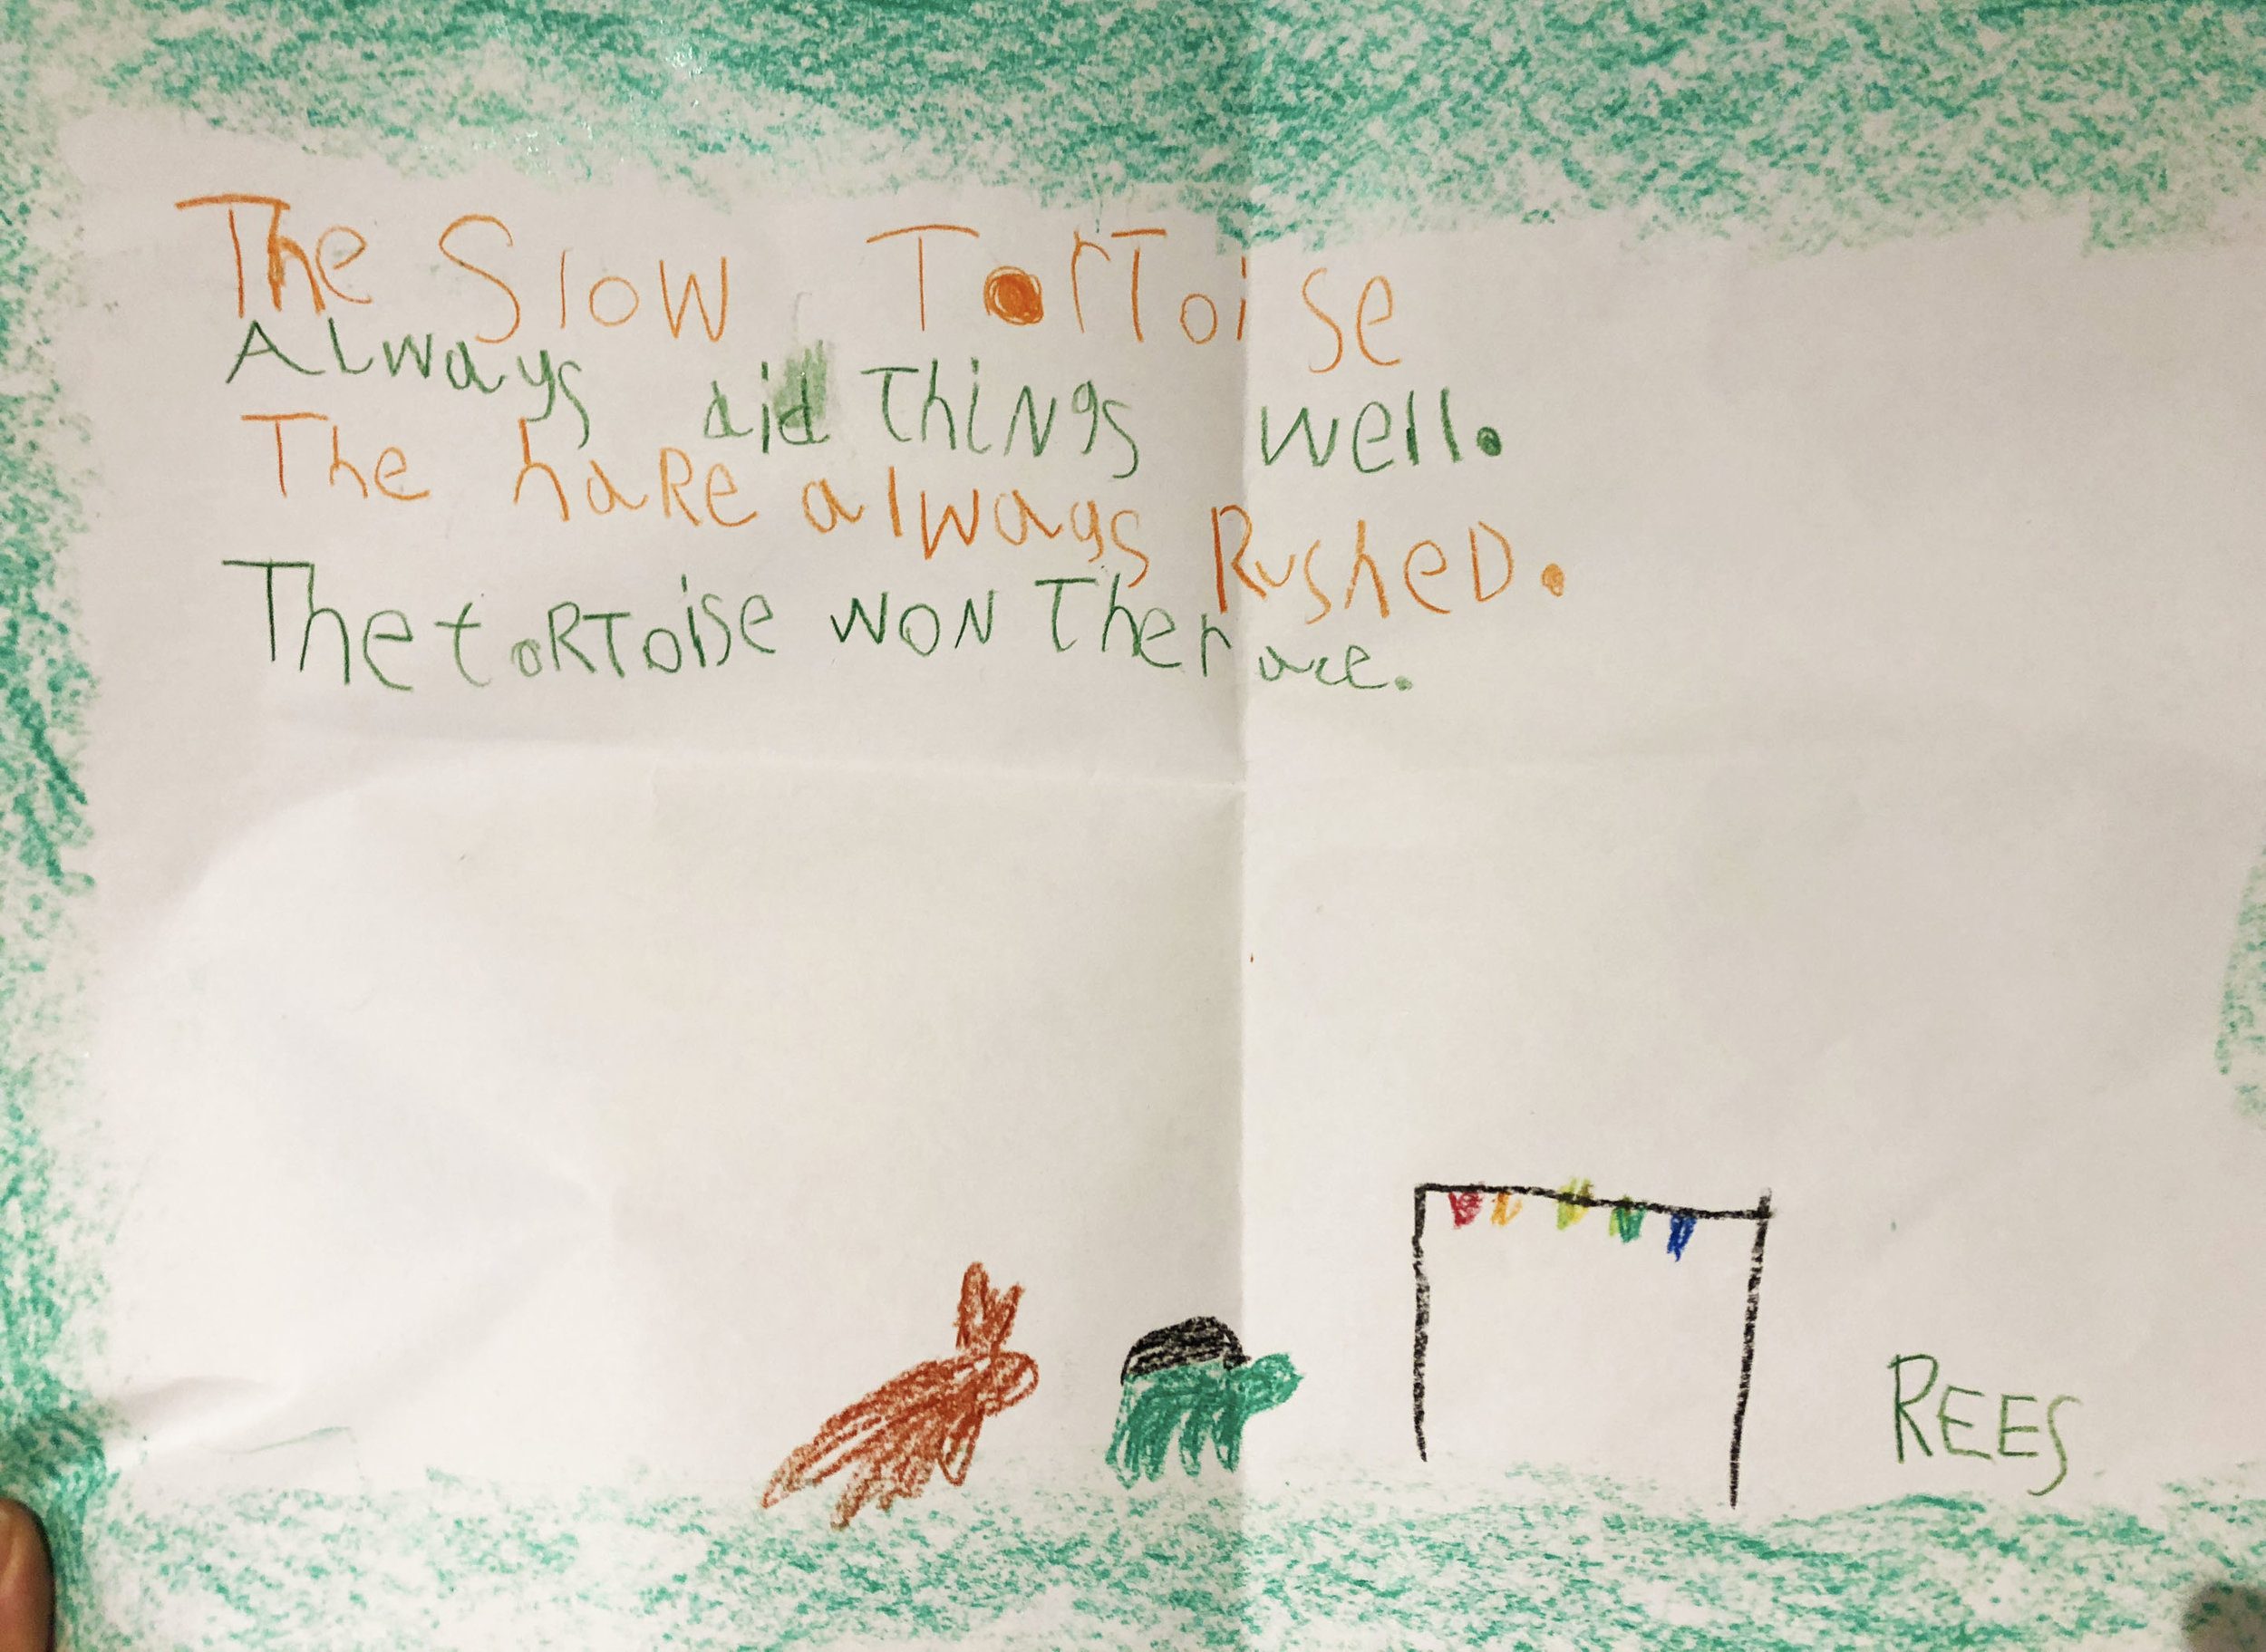 The Slow TorToise
ALways did Things well.
The haRe always RusheD.
The toRToise woN The race.
REES